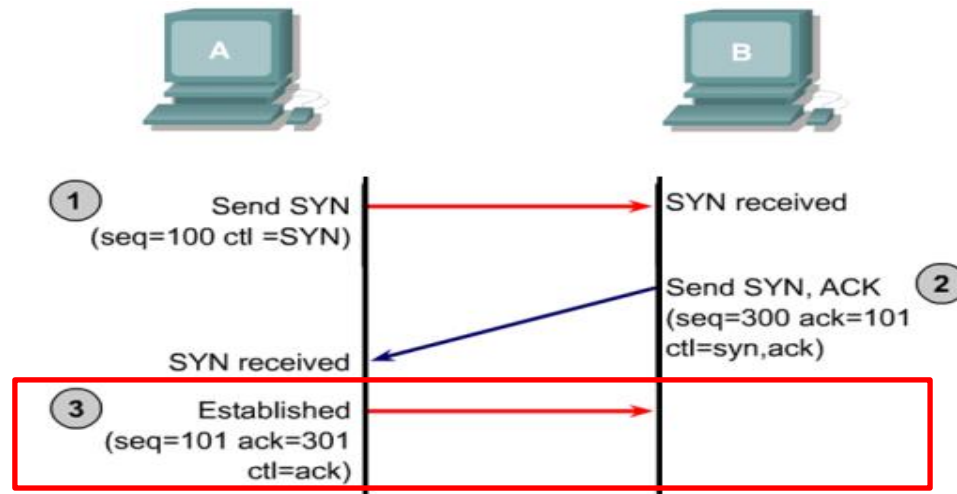 A
B
1
Send SYN
(seq=100 ctl =SYN)
SYN received
Send SYN, ACK
2
(seq=300 ack=101
ctl=syn,ack)
SYN received
3
Established
(seq=101 ack=301
ctl=ack)